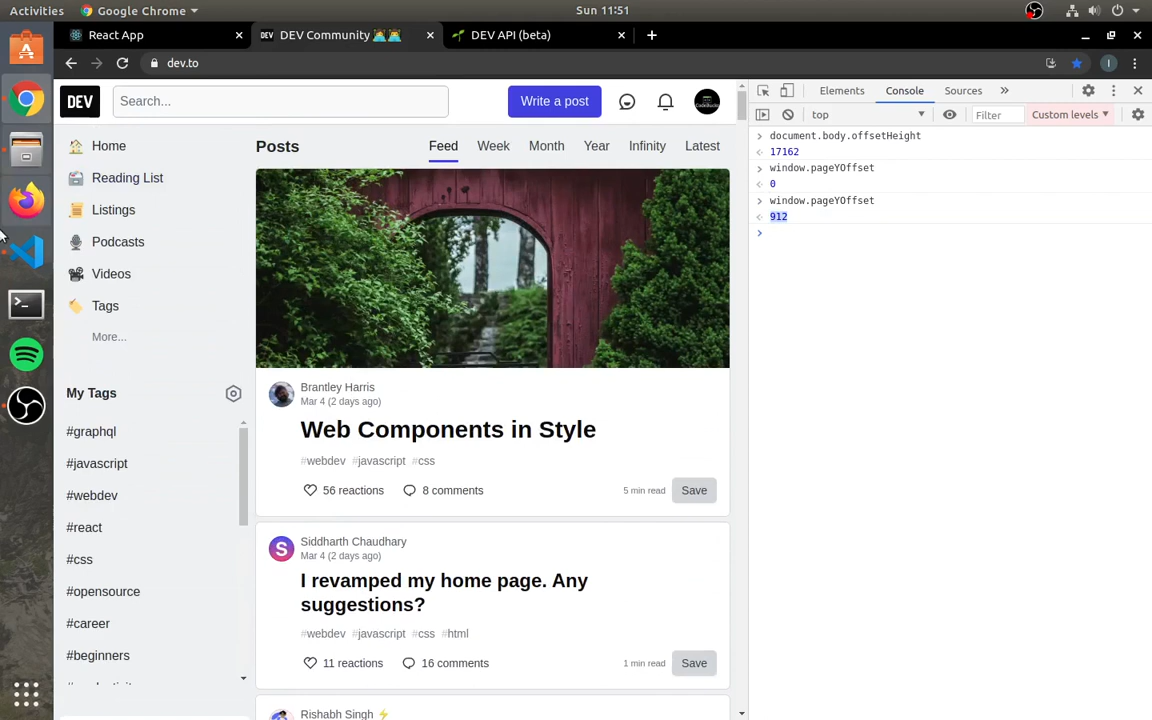 Activities
Google Chrome
Sun 11:51
React App
DEV Community
DEV API (beta)
dev.to
I
DEV
Search...
Write a post
Home
Reading List
Listings
Podcasts
Videos
Tags
More...
My Tags
#graphql
#javascript
#webdev
#react
#css
#opensource
#career
#beginners
Posts
Feed
Week
Month
Year
Infinity
Latest
Brantley Harris
Mar 4 (2 days ago)
Web Components in Style
#webdev #javascript #css
56 reactions
8 comments
5 min read
Save
S
Siddharth Chaudhary
Mar 4 (2 days ago)
I revamped my home page. Any
suggestions?
#webdev #javascript #css #html
11 reactions
16 comments
1 min read
Save
Rishabh Singh ⚡
Elements
Console
Sources
top
Filter
Custom levels
document.body.offsetHeight
17162
window.pageYOffset
0
window.pageYOffset
912